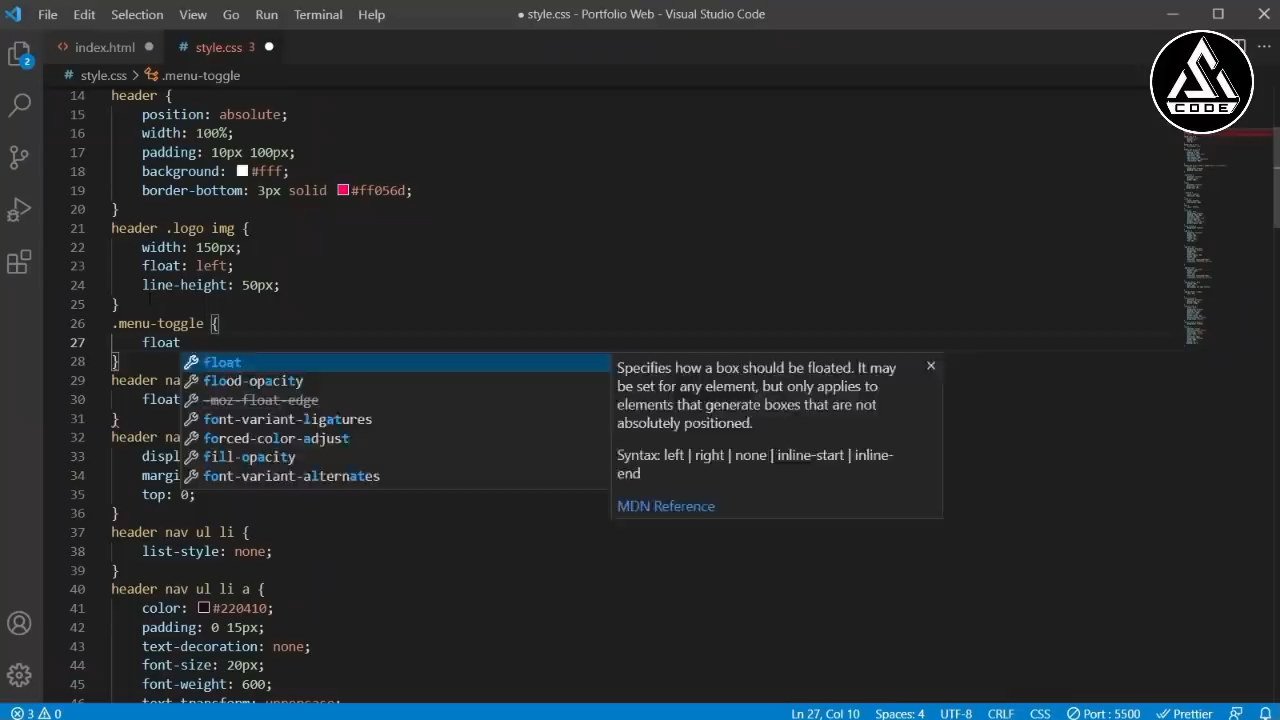 File Edit Selection View Go Run Terminal Help
● style.css - Portfolio Web - Visual Studio Code
index.html ●
# style.css 3 ●
# style.css > .menu-toggle
CODE
14 header {
15 position: absolute;
16 width: 100%;
17 padding: 10px 100px;
18 background: #fff;
19 border-bottom: 3px solid #ff056d;
20 }
21 header .logo img {
22 width: 150px;
23 float: left;
24 line-height: 50px;
25 }
26 .menu-toggle {
27 float
28 }
29 header na
30 float
31 }
32 header na
33 displ
34 margi
35 top: 0;
36 }
37 header nav ul li {
38 list-style: none;
39 }
40 header nav ul li a {
41 color: #220410;
42 padding: 0 15px;
43 text-decoration: none;
44 font-size: 20px;
45 font-weight: 600;
46 text-transform: uppercase;
float
flood-opacity
-moz-float-edge
font-variant-ligatures
forced-color-adjust
fill-opacity
font-variant-alternates
Specifies how a box should be floated. It may
be set for any element, but only applies to
elements that generate boxes that are not
absolutely positioned.
Syntax: left | right | none | inline-start | inline-
end
MDN Reference
2
3 0
Ln 27, Col 10 Spaces: 4 UTF-8 CRLF CSS Port : 5500 Prettier